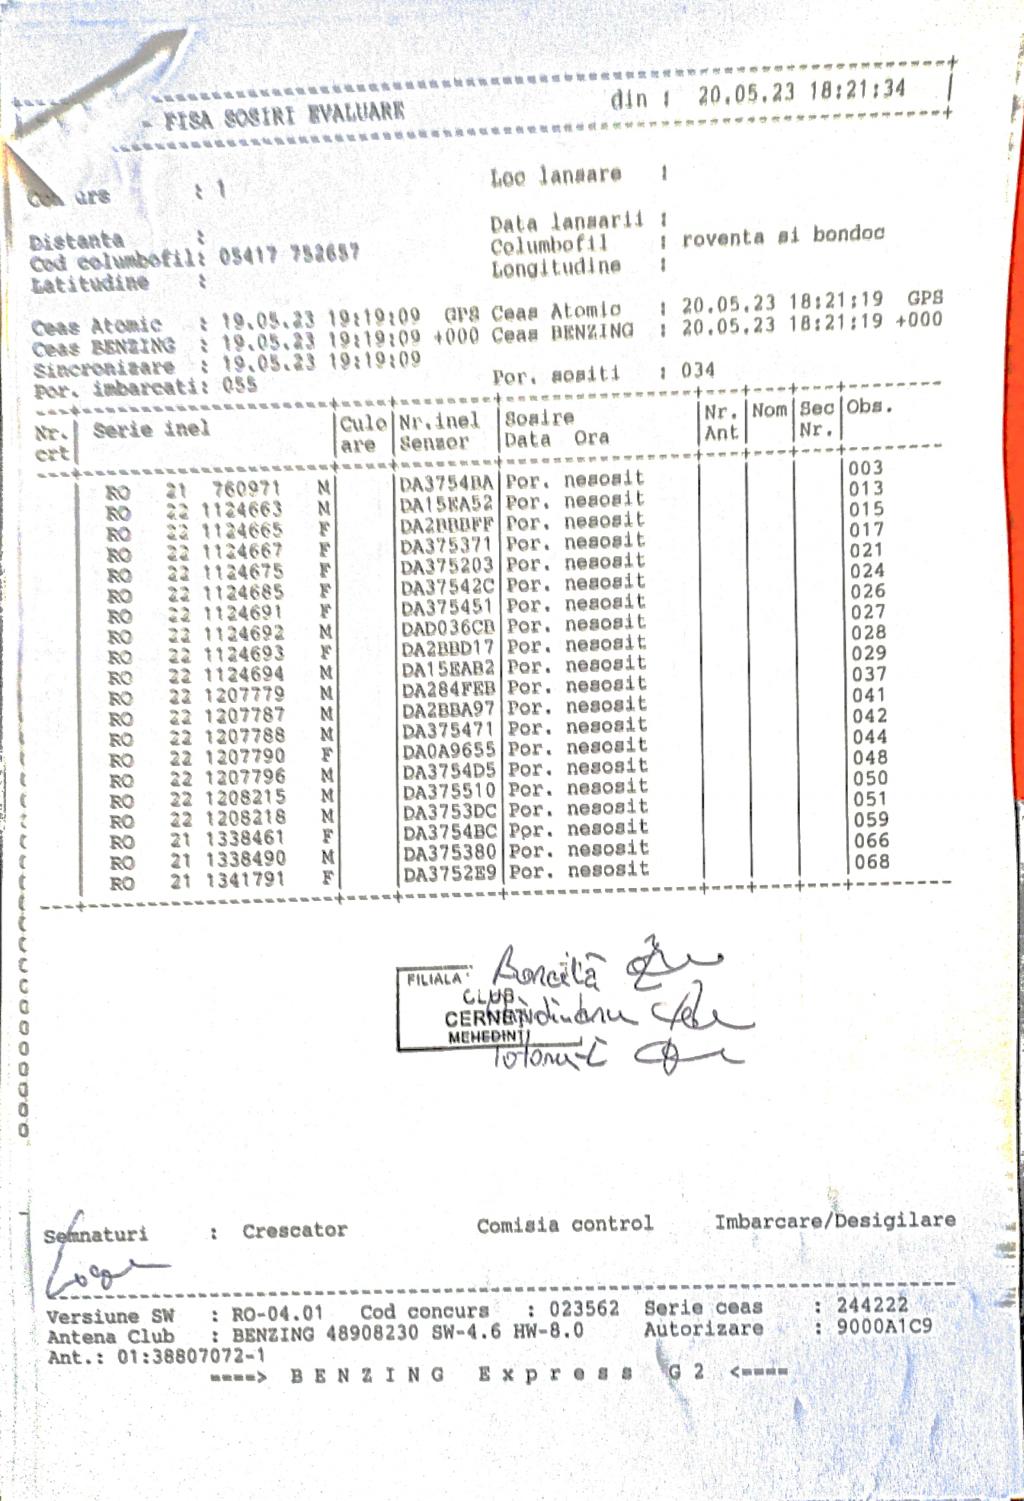 - FISA SOSIRI EVALUARE din : 20.05.23 18:21:34
: 1 Loc lansare :
Data lansarii :
Distanta : Columbofil : roventa si bondoc
Cod columbofil: 05417 752657 Longitudine :
Latitudine :
Ceas Atomic : 19.05.23 19:19:09 GPS Ceas Atomic : 20.05.23 18:21:19 GPS
Ceas BENZING : 19.05.23 19:19:09 +000 Ceas BENZING : 20.05.23 18:21:19 +000
Sincronizare : 19.05.23 19:19:09
Por. imbarcati: 055 Por. sositi : 034
Nr. crt Serie inel Culo are Nr.inel Senzor Sosire Data Ora Nr. Ant Nom Sec Nr. Obs.
RO 21 760971 M DA3754BA Por. nesosit 003
RO 22 1124663 M DA15EA52 Por. nesosit 013
RO 22 1124665 F DA2BBBFF Por. nesosit 015
RO 22 1124667 F DA375371 Por. nesosit 017
RO 22 1124675 F DA375203 Por. nesosit 021
RO 22 1124685 F DA37542C Por. nesosit 024
RO 22 1124691 F DA375451 Por. nesosit 026
RO 22 1124692 M DAD036CB Por. nesosit 027
RO 22 1124693 F DA2BBD17 Por. nesosit 028
RO 22 1124694 M DA15EAB2 Por. nesosit 029
RO 22 1207779 M DA284FEB Por. nesosit 037
RO 22 1207787 M DA2BBA97 Por. nesosit 041
RO 22 1207788 M DA375471 Por. nesosit 042
RO 22 1207790 F DA0A9655 Por. nesosit 044
RO 22 1207796 M DA3754D5 Por. nesosit 048
RO 22 1208215 M DA375510 Por. nesosit 050
RO 22 1208218 M DA3753DC Por. nesosit 051
RO 21 1338461 F DA3754BC Por. nesosit 059
RO 21 1338490 M DA375380 Por. nesosit 066
RO 21 1341791 F DA3752E9 Por. nesosit 068
FILIALA
CLUB
CERNETI
MEHEDINTI
Semnaturi : Crescator Comisia control Imbarcare/Desigilare
Versiune SW : RO-04.01 Cod concurs : 023562 Serie ceas : 244222
Antena Club : BENZING 48908230 SW-4.6 HW-8.0 Autorizare : 9000A1C9
Ant.: 01:38807072-1
====> B E N Z I N G E x p r e s s G 2 <====